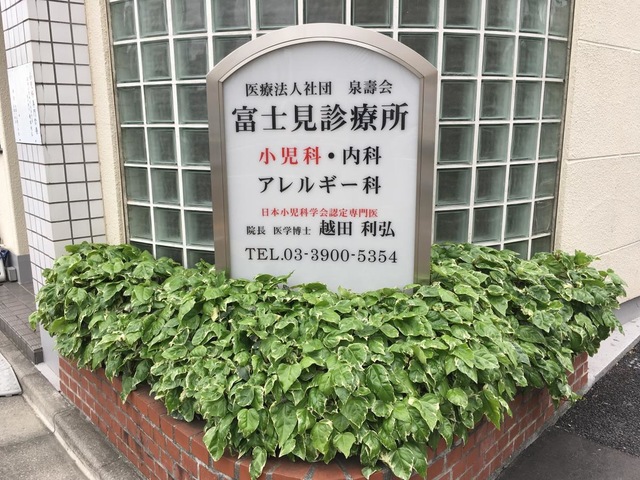 医療法人社団 泉壽会
富士見診療所
小児科・内科
アレルギー科
日本小児科学会認定専門医
院長 医学博士 越田 利弘
TEL.03-3900-5354